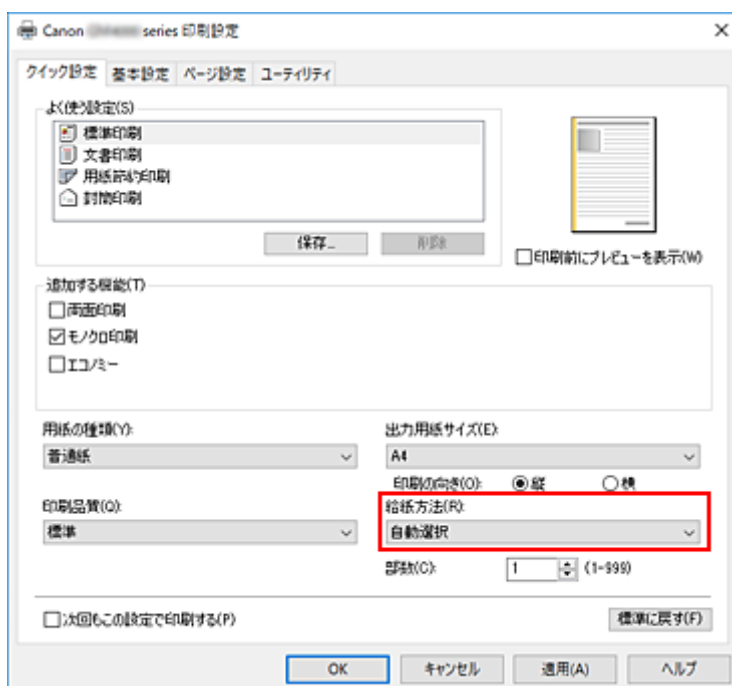 Canon series 印刷設定
クイック設定 基本設定 ページ設定 ユーティリティ
よく使う設定(S)
標準印刷
文書印刷
用紙節約印刷
封筒印刷
保存... 削除
印刷前にプレビューを表示(W)
追加する機能(T)
両面印刷
モノクロ印刷
エコノミー
用紙の種類(Y): 出力用紙サイズ(E):
普通紙 A4
印刷の向き(O): 縦 横
印刷品質(Q): 給紙方法(R):
標準 自動選択
部数(C): 1 (1-999)
次回もこの設定で印刷する(P) 標準に戻す(F)
OK キャンセル 適用(A) ヘルプ